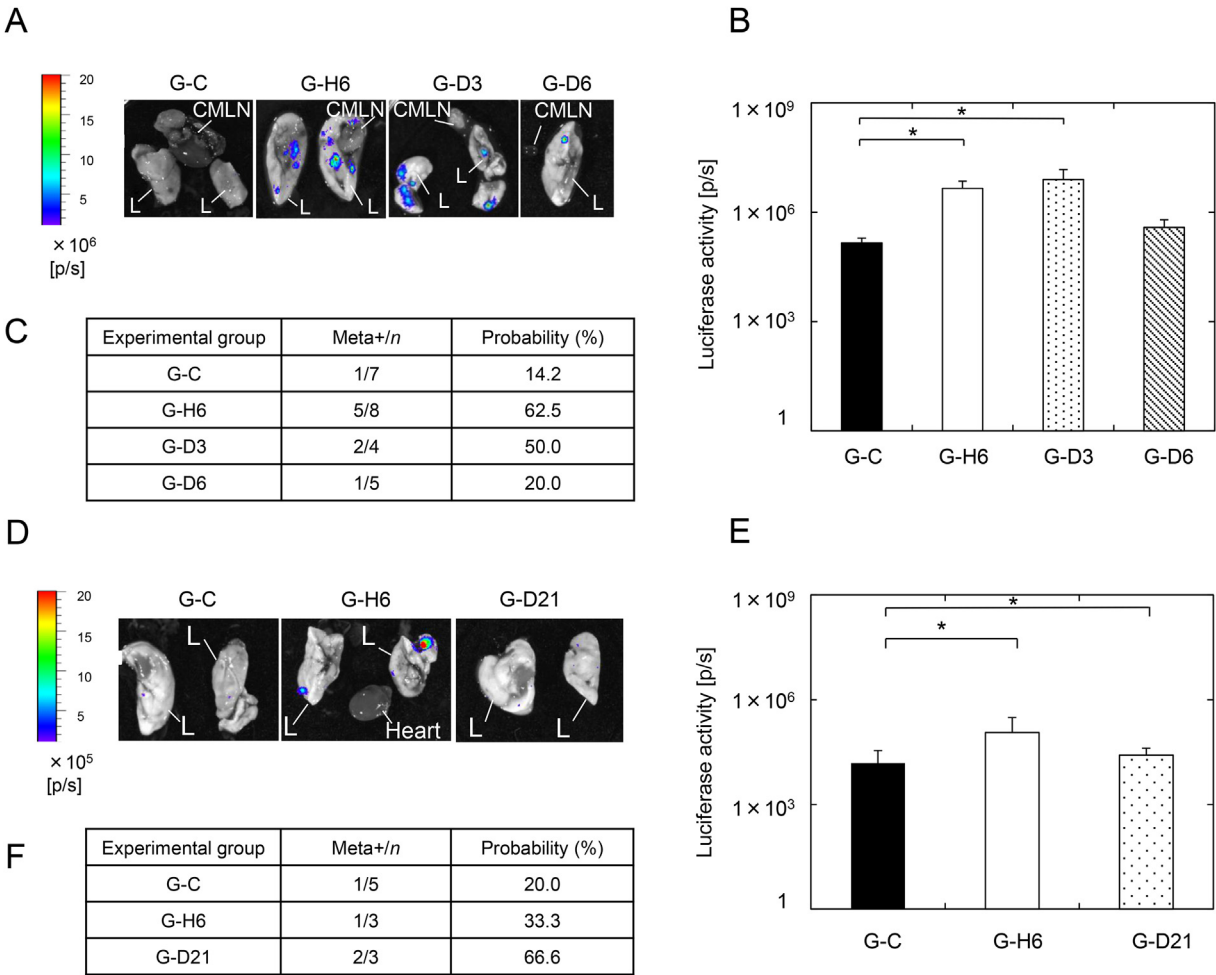 A
20
15
10
5
× 10⁶
[p/s]
G-C
G-H6
G-D3
G-D6
CMLN
CMLN
CMLN
CMLN
L
L
L
L
L
L
L
B
Luciferase activity [p/s]
1 × 10⁹
1 × 10⁶
1 × 10³
1
*
*
G-C
G-H6
G-D3
G-D6
C
Experimental group Meta+/n Probability (%)
G-C 1/7 14.2
G-H6 5/8 62.5
G-D3 2/4 50.0
G-D6 1/5 20.0
D
20
15
10
5
× 10⁵
[p/s]
G-C
G-H6
G-D21
L
L
L
L
Heart
L
L
E
Luciferase activity [p/s]
1 × 10⁹
1 × 10⁶
1 × 10³
1
*
*
G-C
G-H6
G-D21
F
Experimental group Meta+/n Probability (%)
G-C 1/5 20.0
G-H6 1/3 33.3
G-D21 2/3 66.6